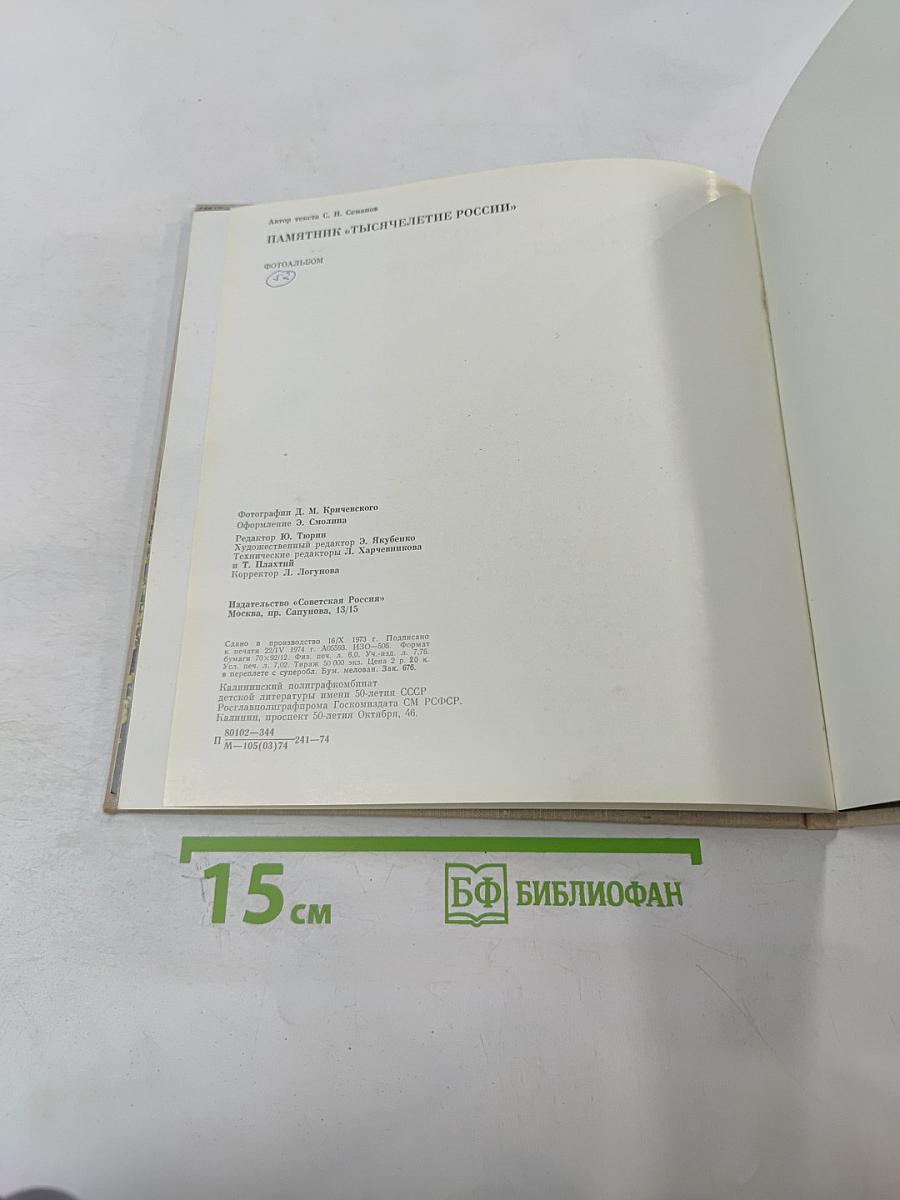 Автор текста С. Н. Семанов
ПАМЯТНИК «ТЫСЯЧЕЛЕТИЕ РОССИИ»
ФОТОАЛЬБОМ
Фотографии Д. М. Кричевского
Оформление Э. Смолина
Редактор Ю. Тюрин
Художественный редактор Э. Якубенко
Технические редакторы Л. Харчевникова
и Т. Плахтий
Корректор Л. Логунова
Издательство «Советская Россия»
Москва, пр. Сапунова, 13/15
Сдано в производство 16/X 1973 г. Подписано
к печати 22/IV 1974 г. А05593. ИЗО—505. Формат
бумаги 70×92/12. Физ. печ. л. 6,0. Уч.-изд. л. 7,76.
Усл. печ. л. 7,02. Тираж 50 000 экз. Цена 2 р. 20 к.
в переплете с суперобл. Бум. мелован. Зак. 676.
Калининский полиграфкомбинат
детской литературы имени 50-летия СССР
Росглавполиграфпрома Госкомиздата СМ РСФСР.
Калинин, проспект 50-летия Октября, 46.
80102—344
П М—105(03)74 241—74
15 см
БФ БИБЛИОФАН